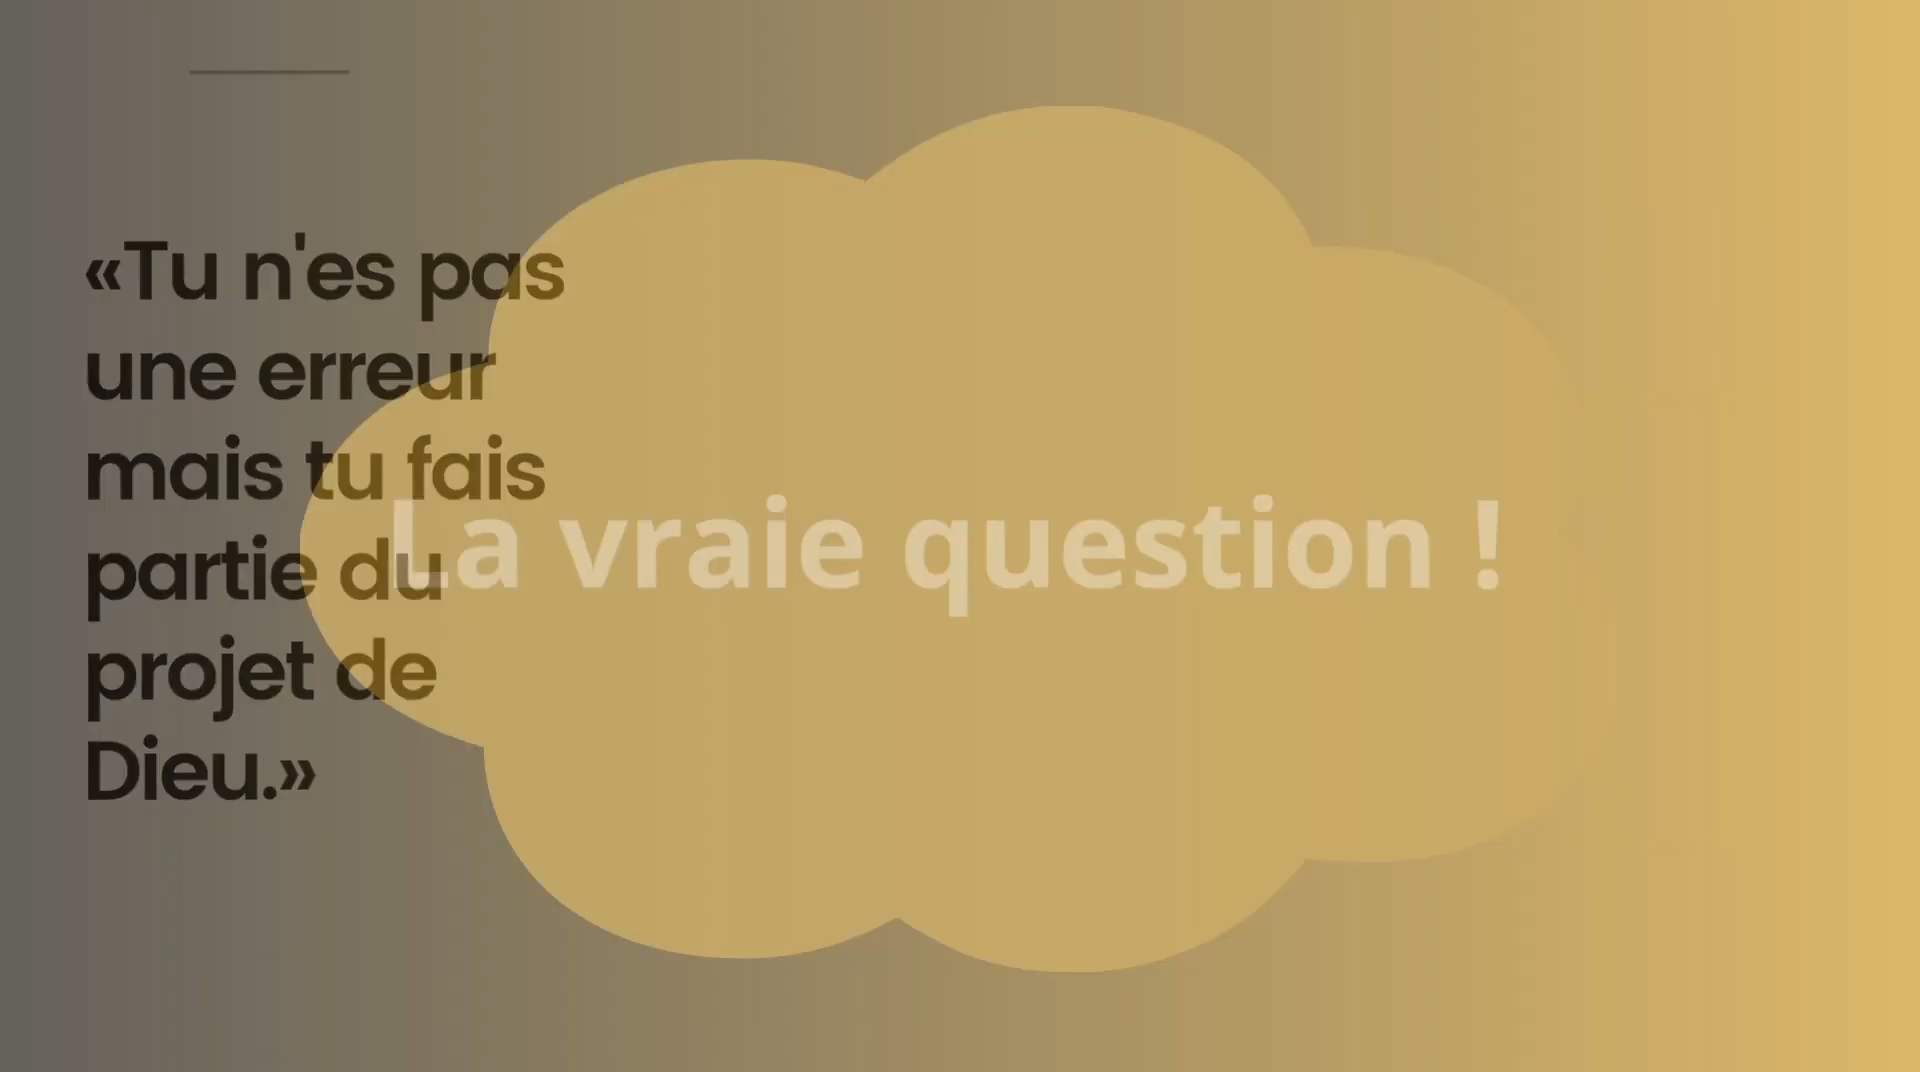 «Tu n'es pas
une erreur
mais tu fais
partie du
projet de
Dieu.»
La vraie question !